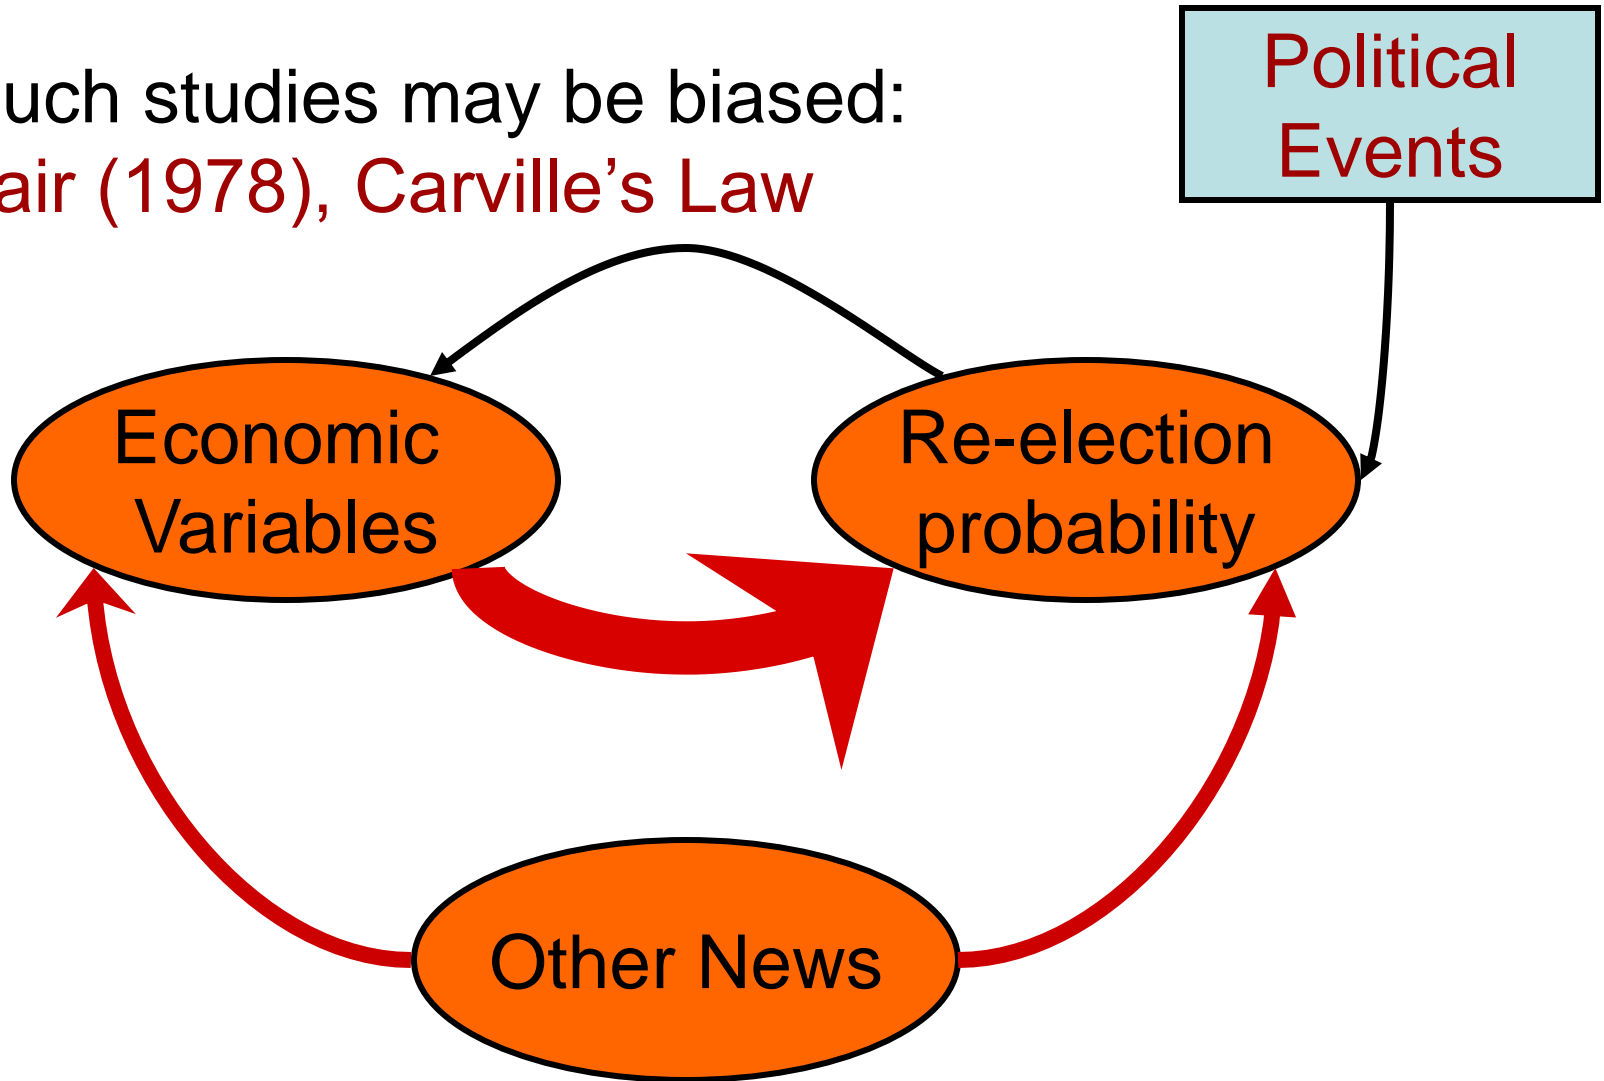 uch studies may be biased:
air (1978), Carville’s Law
Political
Events
Economic
Variables
Re-election
probability
Other News